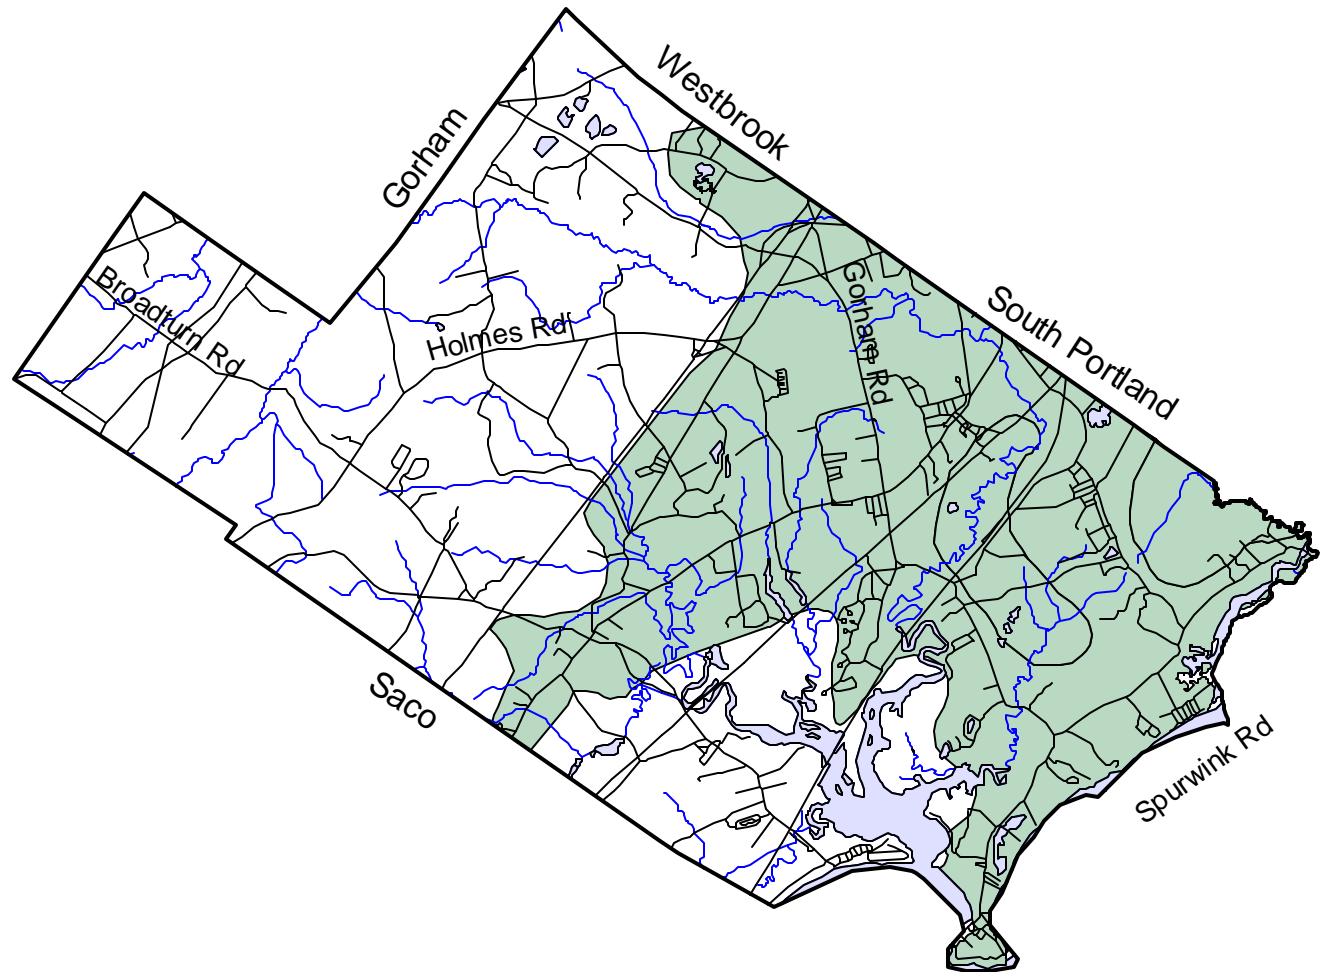 Westbrook
Gorham
Broadturn Rd
Holmes Rd
Gorham Rd
South Portland
Saco
Spurwink Rd